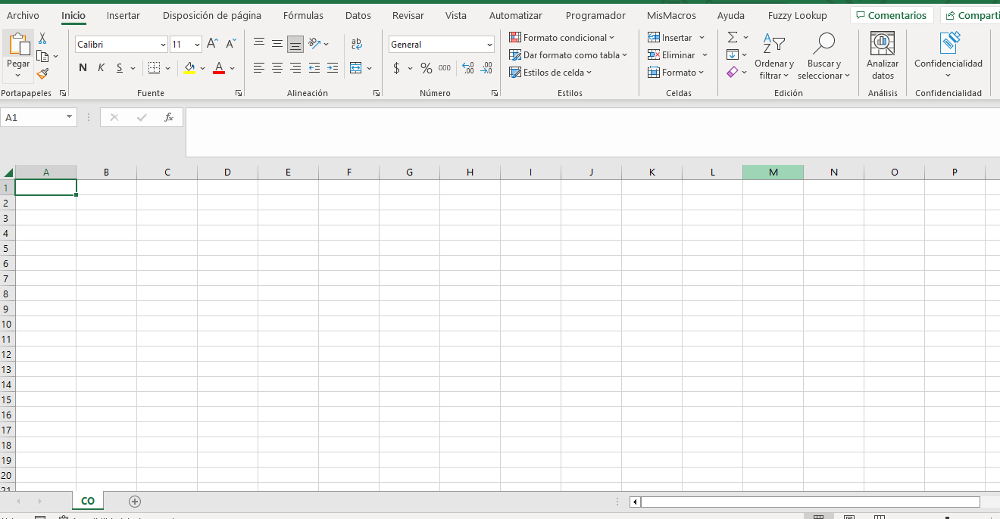 Archivo Inicio Insertar Disposición de página Fórmulas Datos Revisar Vista Automatizar Programador MisMacros Ayuda Fuzzy Lookup Comentarios Comparti
Pegar
Calibri 11
N K S
ab
General
$ % 000
Formato condicional
Dar formato como tabla
Estilos de celda
Insertar
Eliminar
Formato
Ordenar y
filtrar
Buscar y
seleccionar
Analizar
datos
Confidencialidad
Portapapeles Fuente Alineación Número Estilos Celdas Edición Análisis Confidencialidad
A1 fx
A B C D E F G H I J K L M N O P
1
2
3
4
5
6
7
8
9
10
11
12
13
14
15
16
17
18
19
20
21
CO